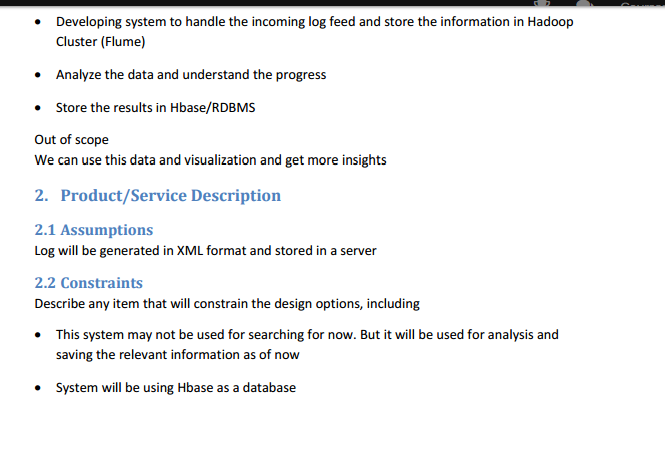 • Developing system to handle the incoming log feed and store the information in Hadoop
Cluster (Flume)
• Analyze the data and understand the progress
• Store the results in Hbase/RDBMS
Out of scope
We can use this data and visualization and get more insights
2. Product/Service Description
2.1 Assumptions
Log will be generated in XML format and stored in a server
2.2 Constraints
Describe any item that will constrain the design options, including
• This system may not be used for searching for now. But it will be used for analysis and
saving the relevant information as of now
• System will be using Hbase as a database